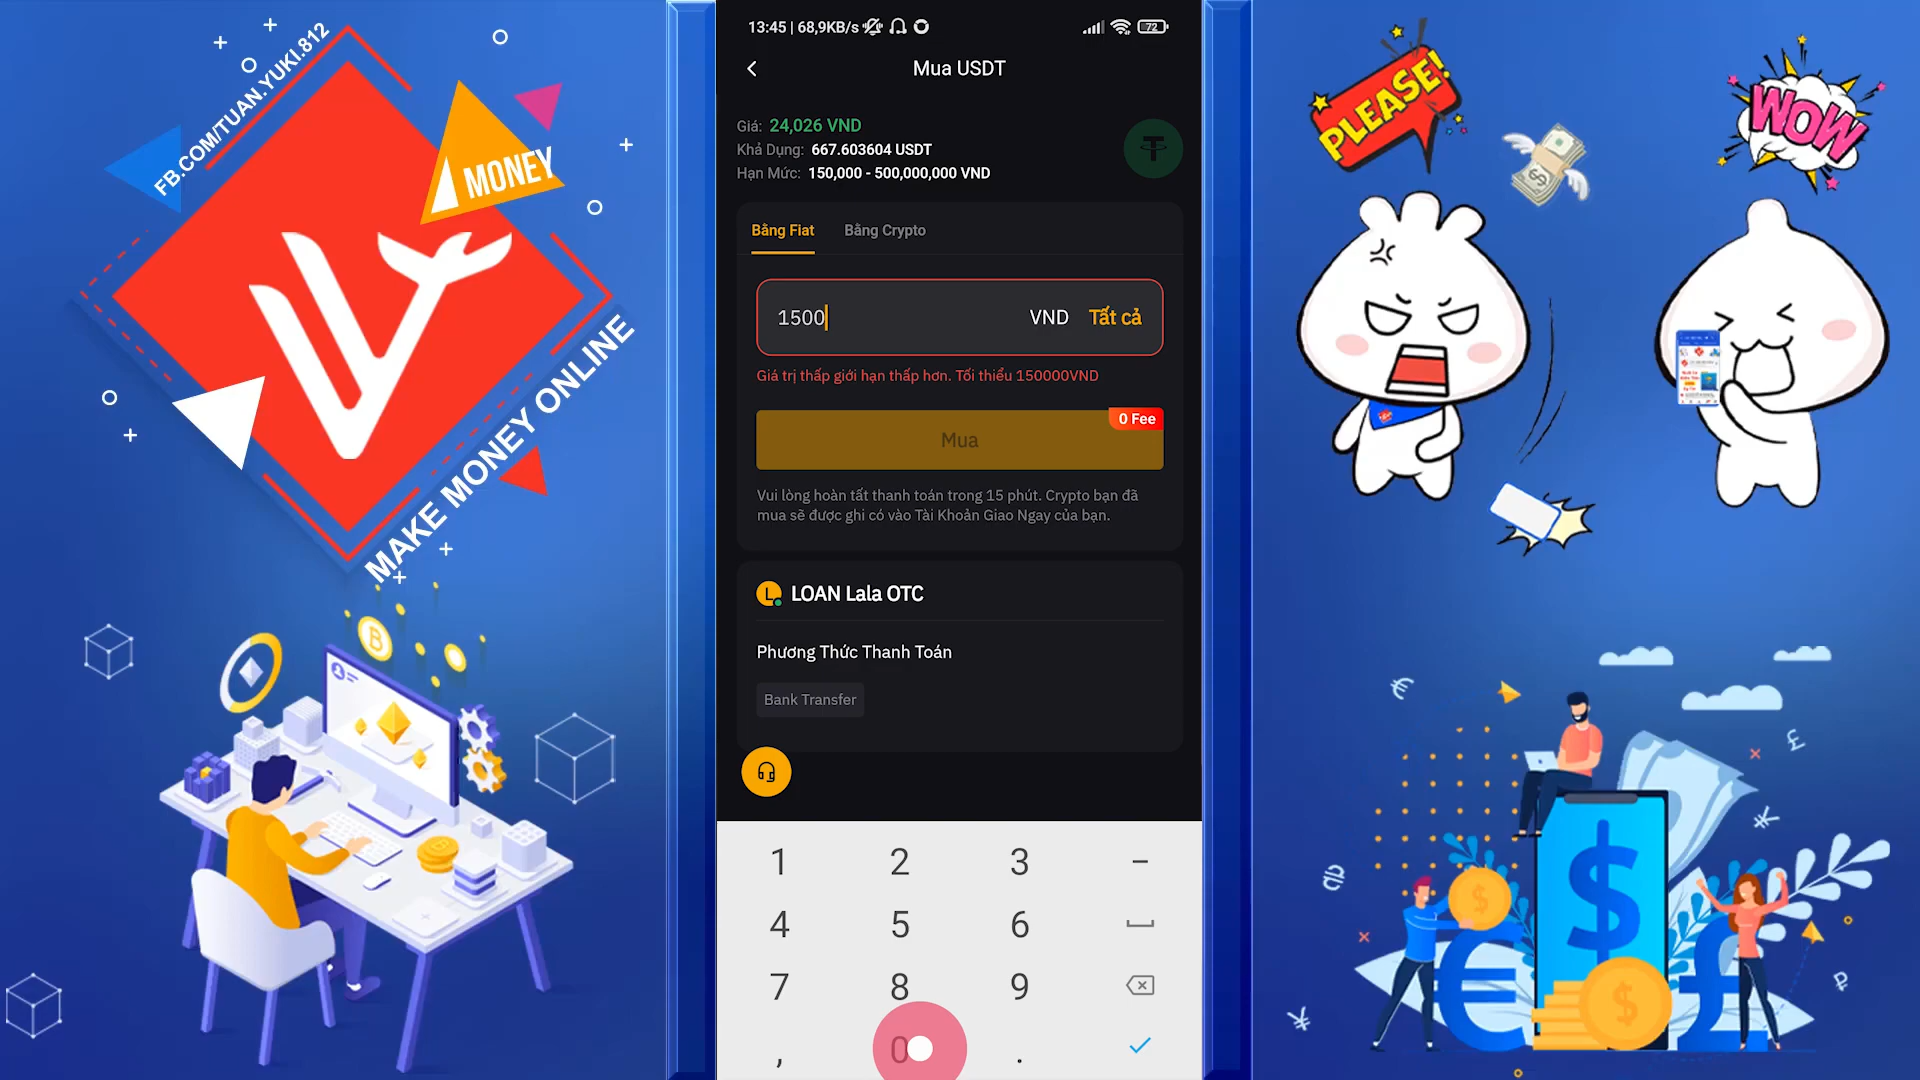 FB.COM/TUAN.YUKI.812
MONEY
MAKE MONEY ONLINE
13:45 | 68,9KB/s
72
Mua USDT
Giá: 24,026 VND
Khả Dụng: 667.603604 USDT
Hạn Mức: 150,000 - 500,000,000 VND
Bằng Fiat
Bằng Crypto
1500
VND
Tất cả
Giá trị thấp giới hạn thấp hơn. Tối thiểu 150000VND
0 Fee
Mua
Vui lòng hoàn tất thanh toán trong 15 phút. Crypto bạn đã
mua sẽ được ghi có vào Tài Khoản Giao Ngay của bạn.
L
LOAN Lala OTC
Phương Thức Thanh Toán
Bank Transfer
1 2 3 -
4 5 6
7 8 9
, 0 .
PLEASE!
WOW